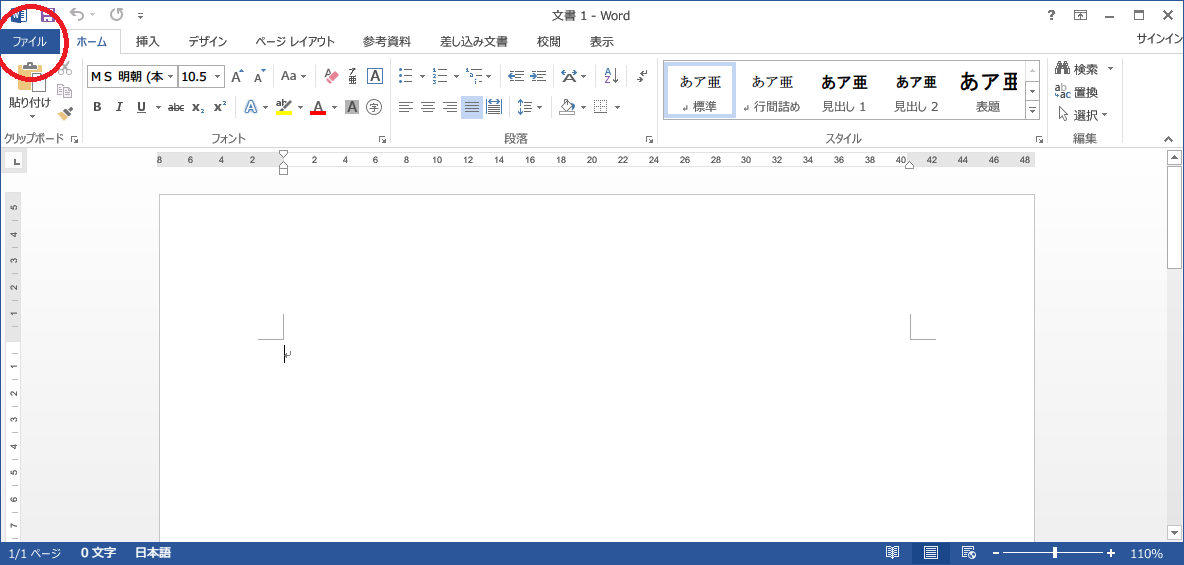 文書 1 - Word
ファイル ホーム 挿入 デザイン ページ レイアウト 参考資料 差し込み文書 校閲 表示 サインイン
貼り付け
クリップボード
ＭＳ 明朝 (本 10.5 A A Aa A
B I U abc x₂ x² A ab A A 字
フォント
段落
あア亜 あア亜 あア亜 あア亜 あア亜
標準 行間詰め 見出し 1 見出し 2 表題
スタイル
検索
置換
選択
編集
8 6 4 2 2 4 6 8 10 12 14 16 18 20 22 24 26 28 30 32 34 36 38 40 42 44 46 48
5
4
3
2
1
1
2
3
4
5
6
7
1/1 ページ 0 文字 日本語 110%